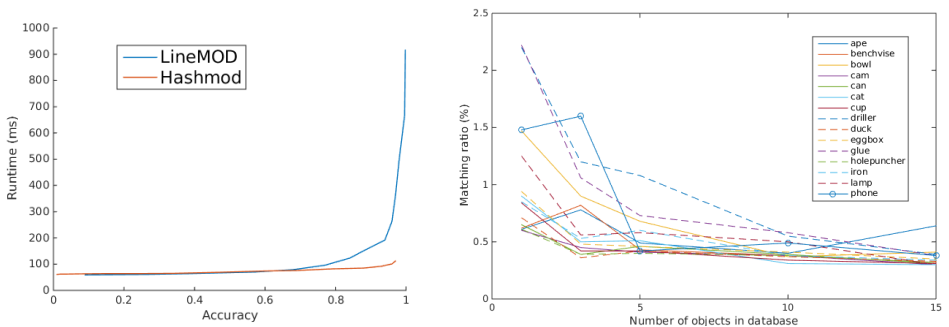 1000
900
800
700
600
500
400
300
200
100
0
0
0.2
0.4
0.6
0.8
1
Runtime (ms)
Accuracy
LineMOD
Hashmod
2.5
2
1.5
1
0.5
0
0
5
10
15
Matching ratio (%)
Number of objects in database
ape
benchvise
bowl
cam
can
cat
cup
driller
duck
eggbox
glue
holepuncher
iron
lamp
phone